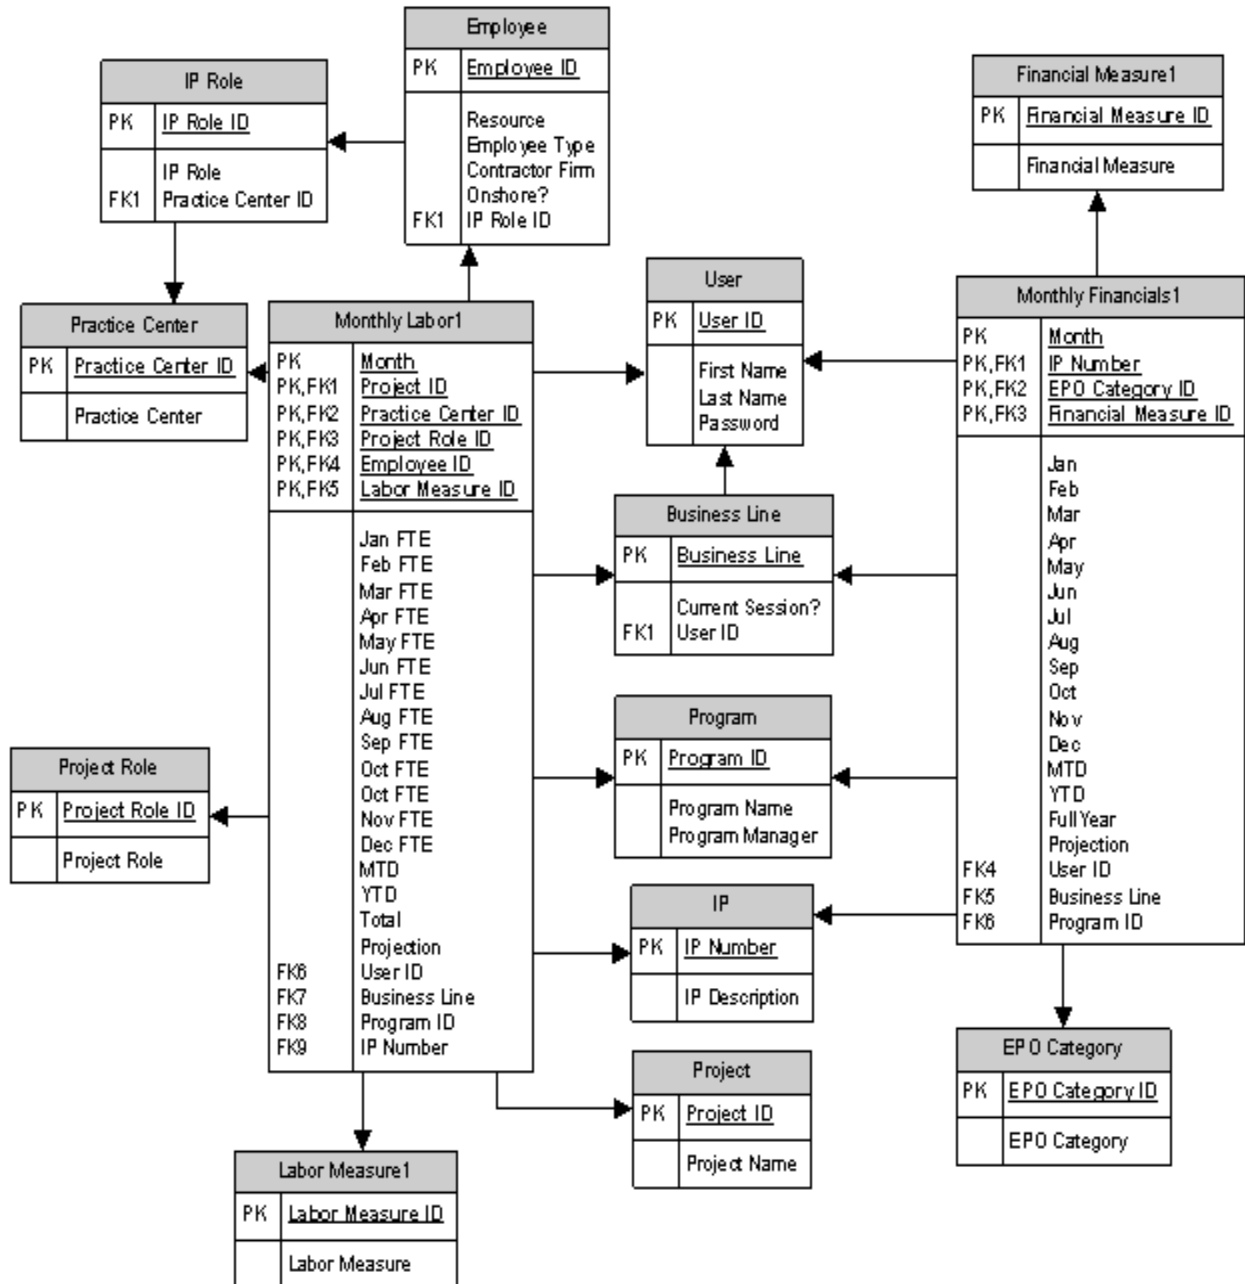 Employee
PK Employee ID
Resource
Employee Type
Contractor Firm
Onshore?
FK1 IP Role ID
IP Role
PK IP Role ID
IP Role
FK1 Practice Center ID
Financial Measure1
PK Financial Measure ID
Financial Measure
Practice Center
PK Practice Center ID
Practice Center
Monthly Labor1
PK Month
PK,FK1 Project ID
PK,FK2 Practice Center ID
PK,FK3 Project Role ID
PK,FK4 Employee ID
PK,FK5 Labor Measure ID
Jan FTE
Feb FTE
Mar FTE
Apr FTE
May FTE
Jun FTE
Jul FTE
Aug FTE
Sep FTE
Oct FTE
Oct FTE
Nov FTE
Dec FTE
MTD
YTD
Total
Projection
FK6 User ID
FK7 Business Line
FK8 Program ID
FK9 IP Number
User
PK User ID
First Name
Last Name
Password
Monthly Financials1
PK Month
PK,FK1 IP Number
PK,FK2 EPO Category ID
PK,FK3 Financial Measure ID
Jan
Feb
Mar
Apr
May
Jun
Jul
Aug
Sep
Oct
Nov
Dec
MTD
YTD
Full Year
Projection
FK4 User ID
FK5 Business Line
FK6 Program ID
Business Line
PK Business Line
Current Session?
FK1 User ID
Program
PK Program ID
Program Name
Program Manager
Project Role
PK Project Role ID
Project Role
IP
PK IP Number
IP Description
Project
PK Project ID
Project Name
EPO Category
PK EPO Category ID
EPO Category
Labor Measure1
PK Labor Measure ID
Labor Measure